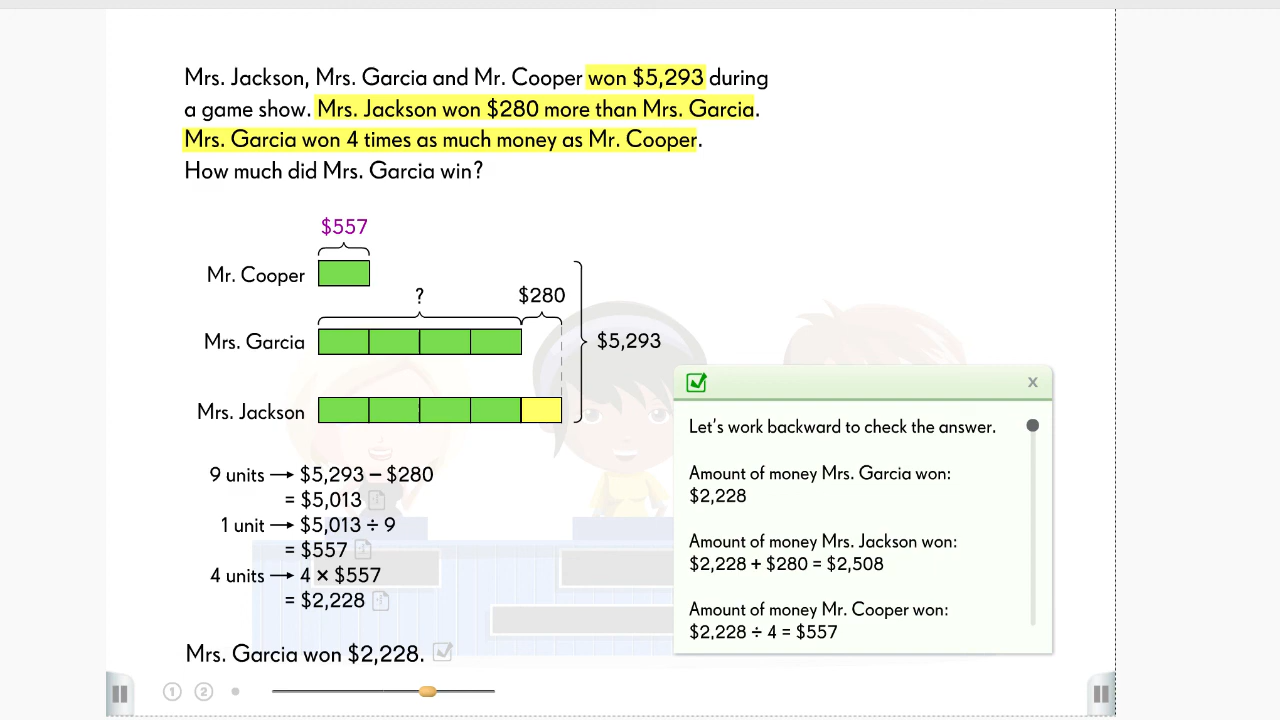 Mrs. Jackson, Mrs. Garcia and Mr. Cooper won $5,293 during
a game show. Mrs. Jackson won $280 more than Mrs. Garcia.
Mrs. Garcia won 4 times as much money as Mr. Cooper.
How much did Mrs. Garcia win?
$557
Mr. Cooper
? $280
Mrs. Garcia
$5,293
Mrs. Jackson
9 units → $5,293 – $280
= $5,013
1 unit → $5,013 ÷ 9
= $557
4 units → 4 × $557
= $2,228
Mrs. Garcia won $2,228.
X
Let's work backward to check the answer.
Amount of money Mrs. Garcia won:
$2,228
Amount of money Mrs. Jackson won:
$2,228 + $280 = $2,508
Amount of money Mr. Cooper won:
$2,228 ÷ 4 = $557
1 2